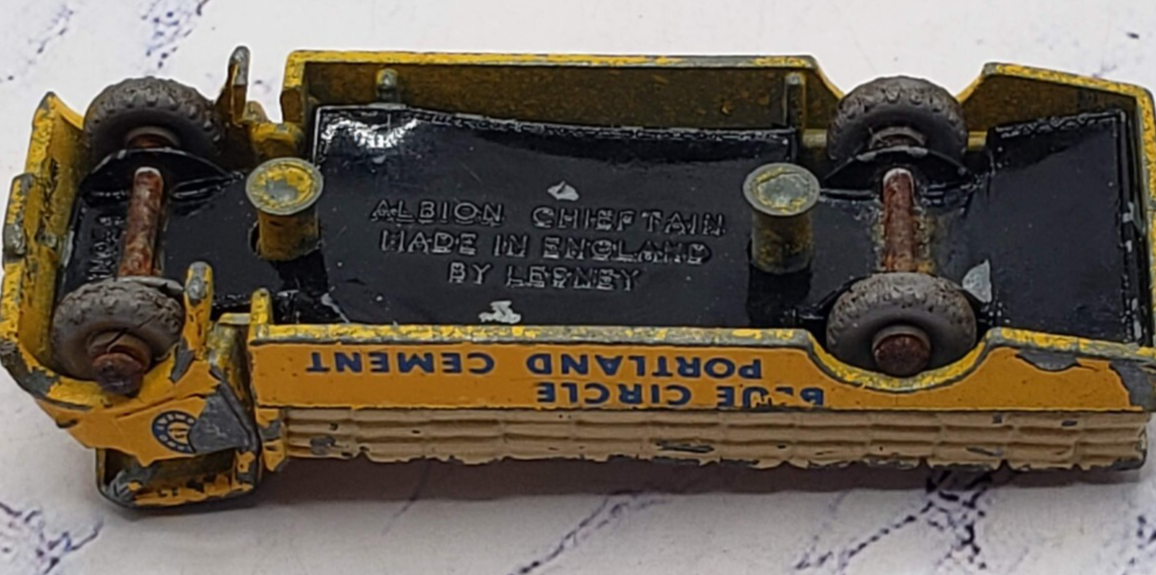 ALBION CHIEFTAIN
MADE IN ENGLAND
BY LESNEY
BLUE CIRCLE
PORTLAND CEMENT